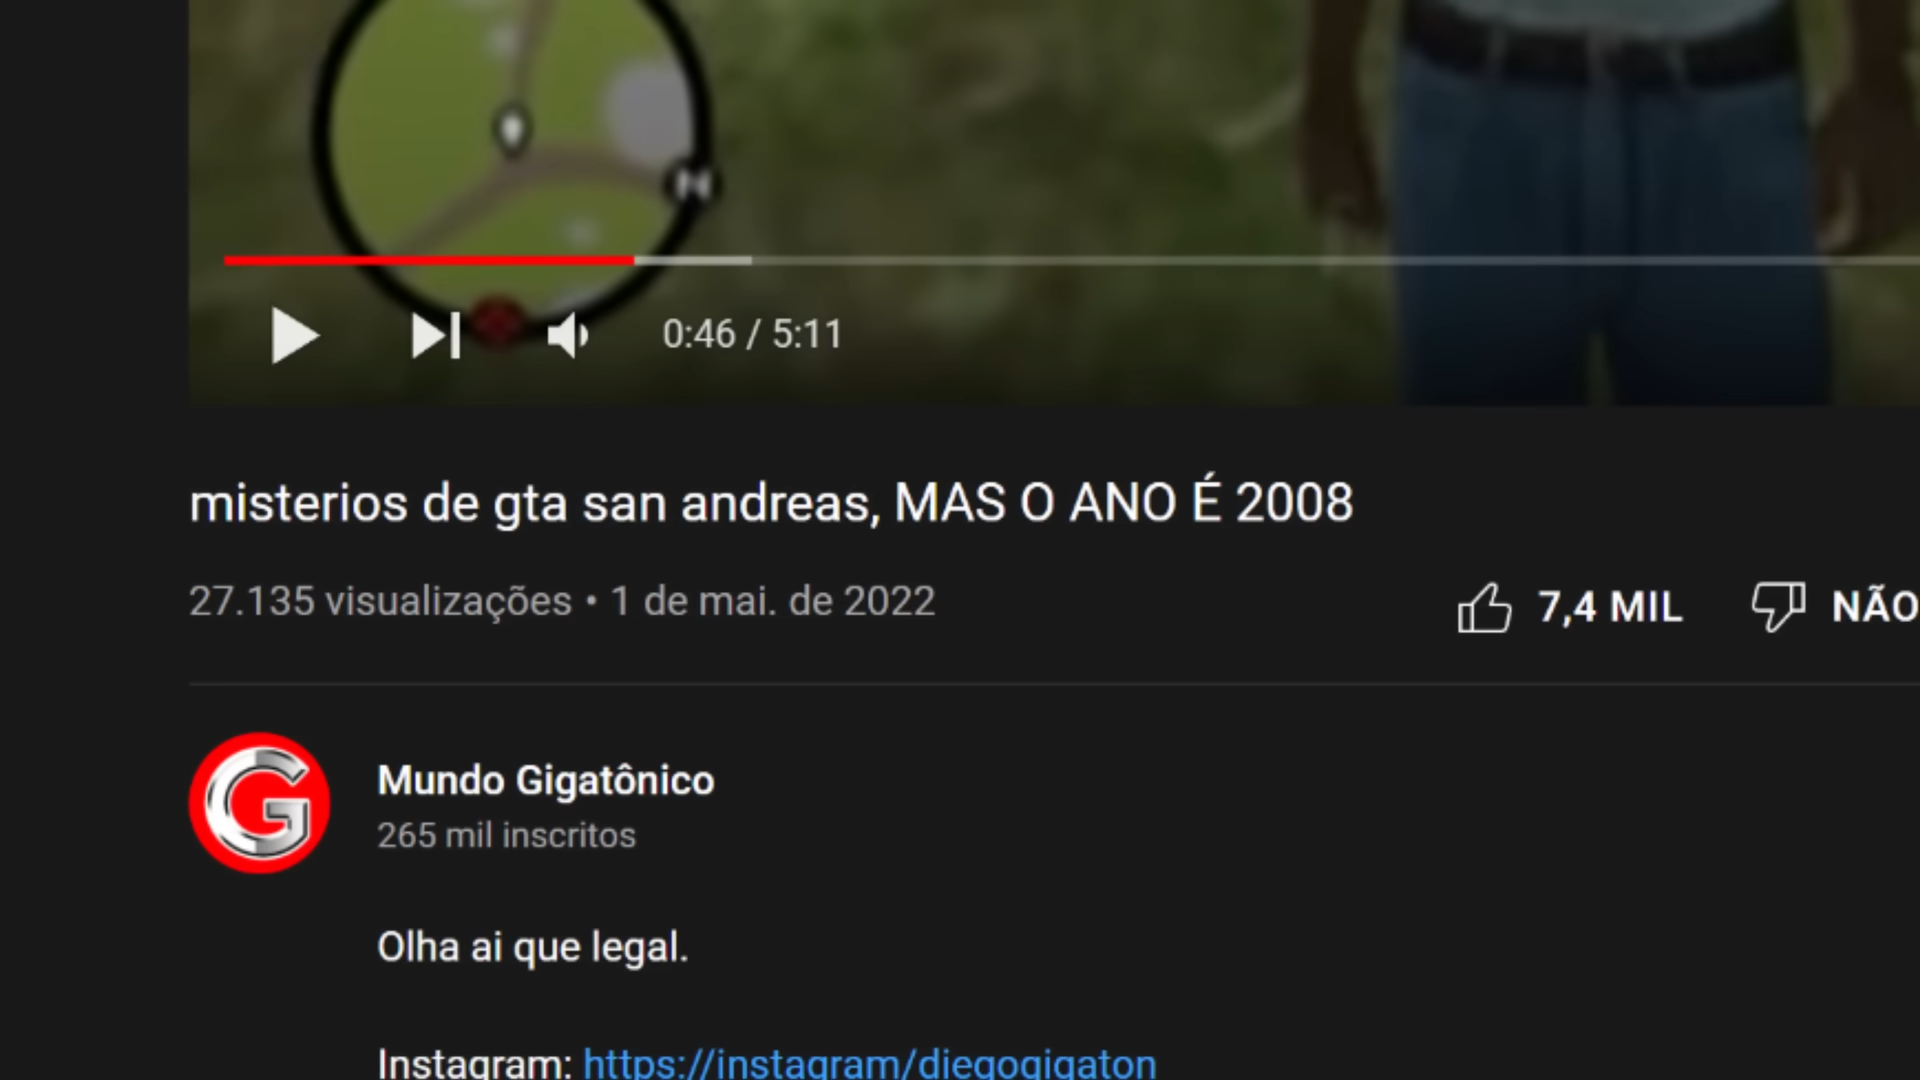 N
0:46 / 5:11
misterios de gta san andreas, MAS O ANO É 2008
27.135 visualizações • 1 de mai. de 2022
7,4 MIL
NÃO
G
Mundo Gigatônico
265 mil inscritos
Olha ai que legal.
Instagram: https://instagram/diegogigaton